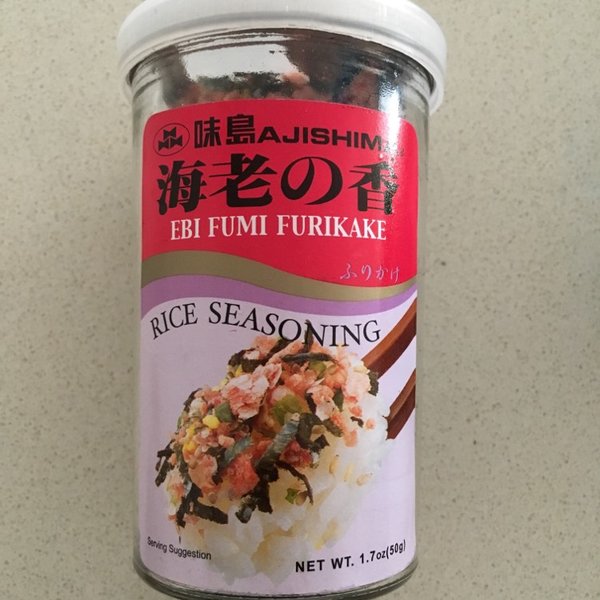 味島AJISHIMA
海老の香
EBI FUMI FURIKAKE
ふりかけ
RICE SEASONING
Serving Suggestion
NET WT. 1.7oz(50g)